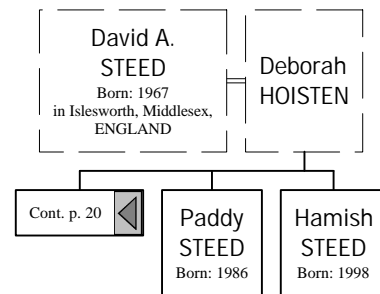 David A.
STEED
Born: 1967
in Islesworth, Middlesex,
ENGLAND
Deborah
HOISTEN
Cont. p. 20
Paddy
STEED
Born: 1986
Hamish
STEED
Born: 1998